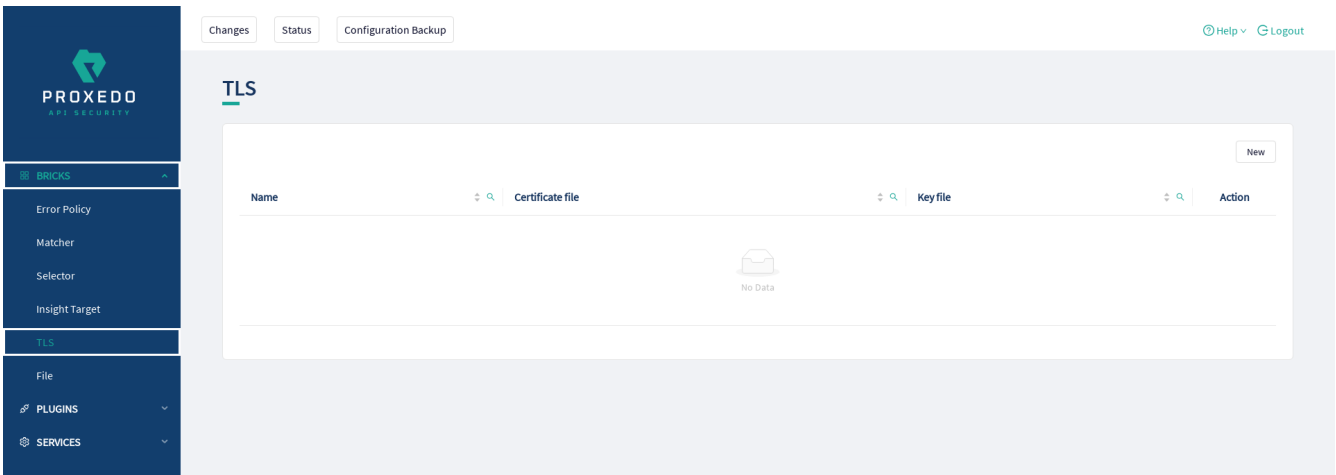 Changes Status Configuration Backup Help Logout
PROXEDO
API SECURITY
TLS
New
BRICKS
Name Certificate file Key file Action
Error Policy
Matcher
Selector
Insight Target
No Data
TLS
File
PLUGINS
SERVICES